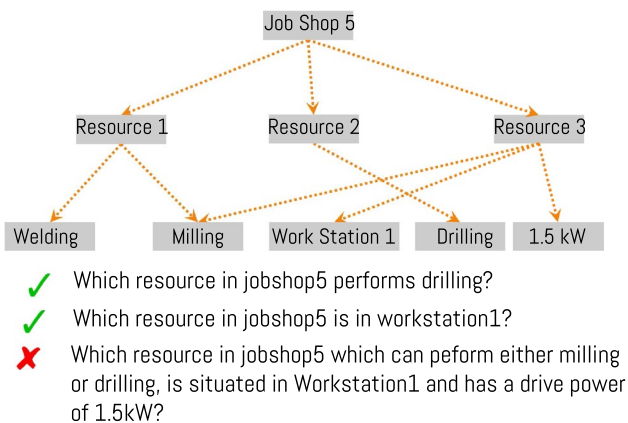 Job Shop 5
Resource 1 Resource 2 Resource 3
Welding Milling Work Station 1 Drilling 1.5 kW
Which resource in jobshop5 performs drilling?
Which resource in jobshop5 is in workstation1?
Which resource in jobshop5 which can peform either milling
or drilling, is situated in Workstation1 and has a drive power
of 1.5kW?